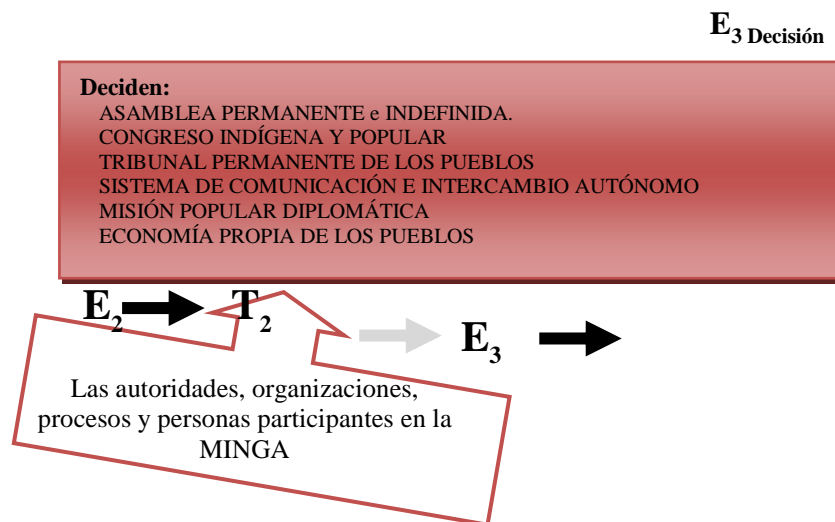 E3 Decisión
Deciden:
ASAMBLEA PERMANENTE e INDEFINIDA.
CONGRESO INDÍGENA Y POPULAR
TRIBUNAL PERMANENTE DE LOS PUEBLOS
SISTEMA DE COMUNICACIÓN E INTERCAMBIO AUTÓNOMO
MISIÓN POPULAR DIPLOMÁTICA
ECONOMÍA PROPIA DE LOS PUEBLOS
E2 T2 E3
Las autoridades, organizaciones,
procesos y personas participantes en la
MINGA